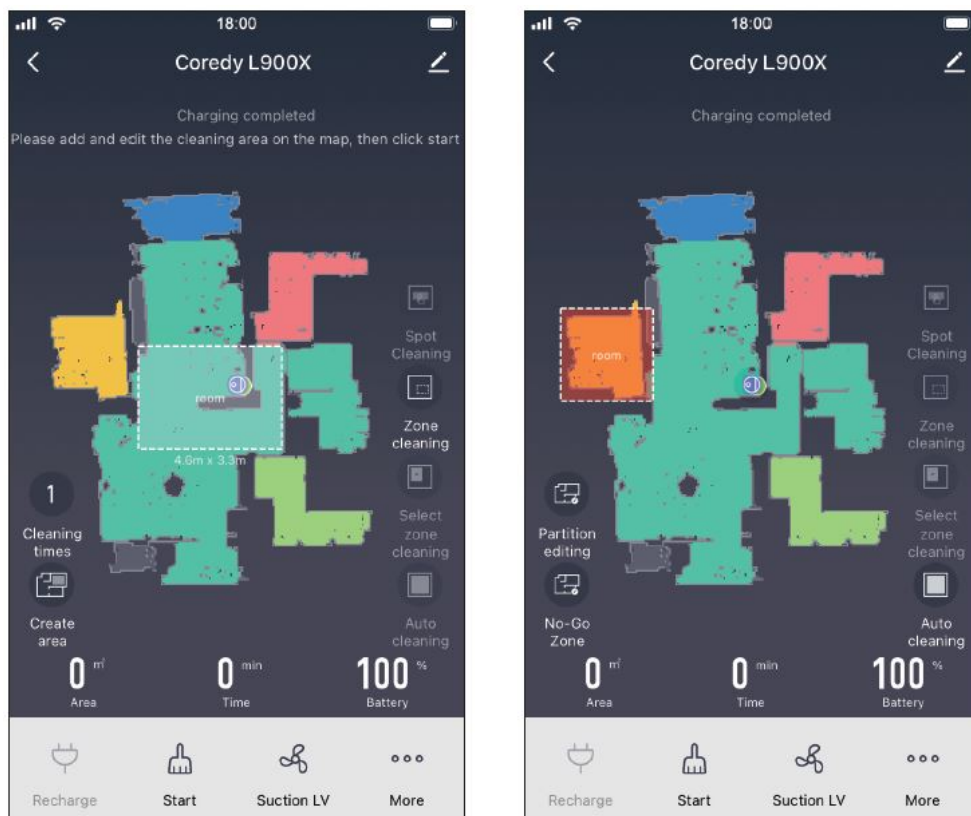 18:00
Coredy L900X
Charging completed
Please add and edit the cleaning area on the map, then click start
room
4.6m x 3.3m
Spot
Cleaning
Zone
cleaning
Select
zone
cleaning
Auto
cleaning
1
Cleaning
times
Create
area
0 ㎡
Area
0 min
Time
100 %
Battery
Recharge
Start
Suction LV
More
18:00
Coredy L900X
Charging completed
room
Spot
Cleaning
Zone
cleaning
Select
zone
cleaning
Auto
cleaning
Partition
editing
No-Go
Zone
0 ㎡
Area
0 min
Time
100 %
Battery
Recharge
Start
Suction LV
More